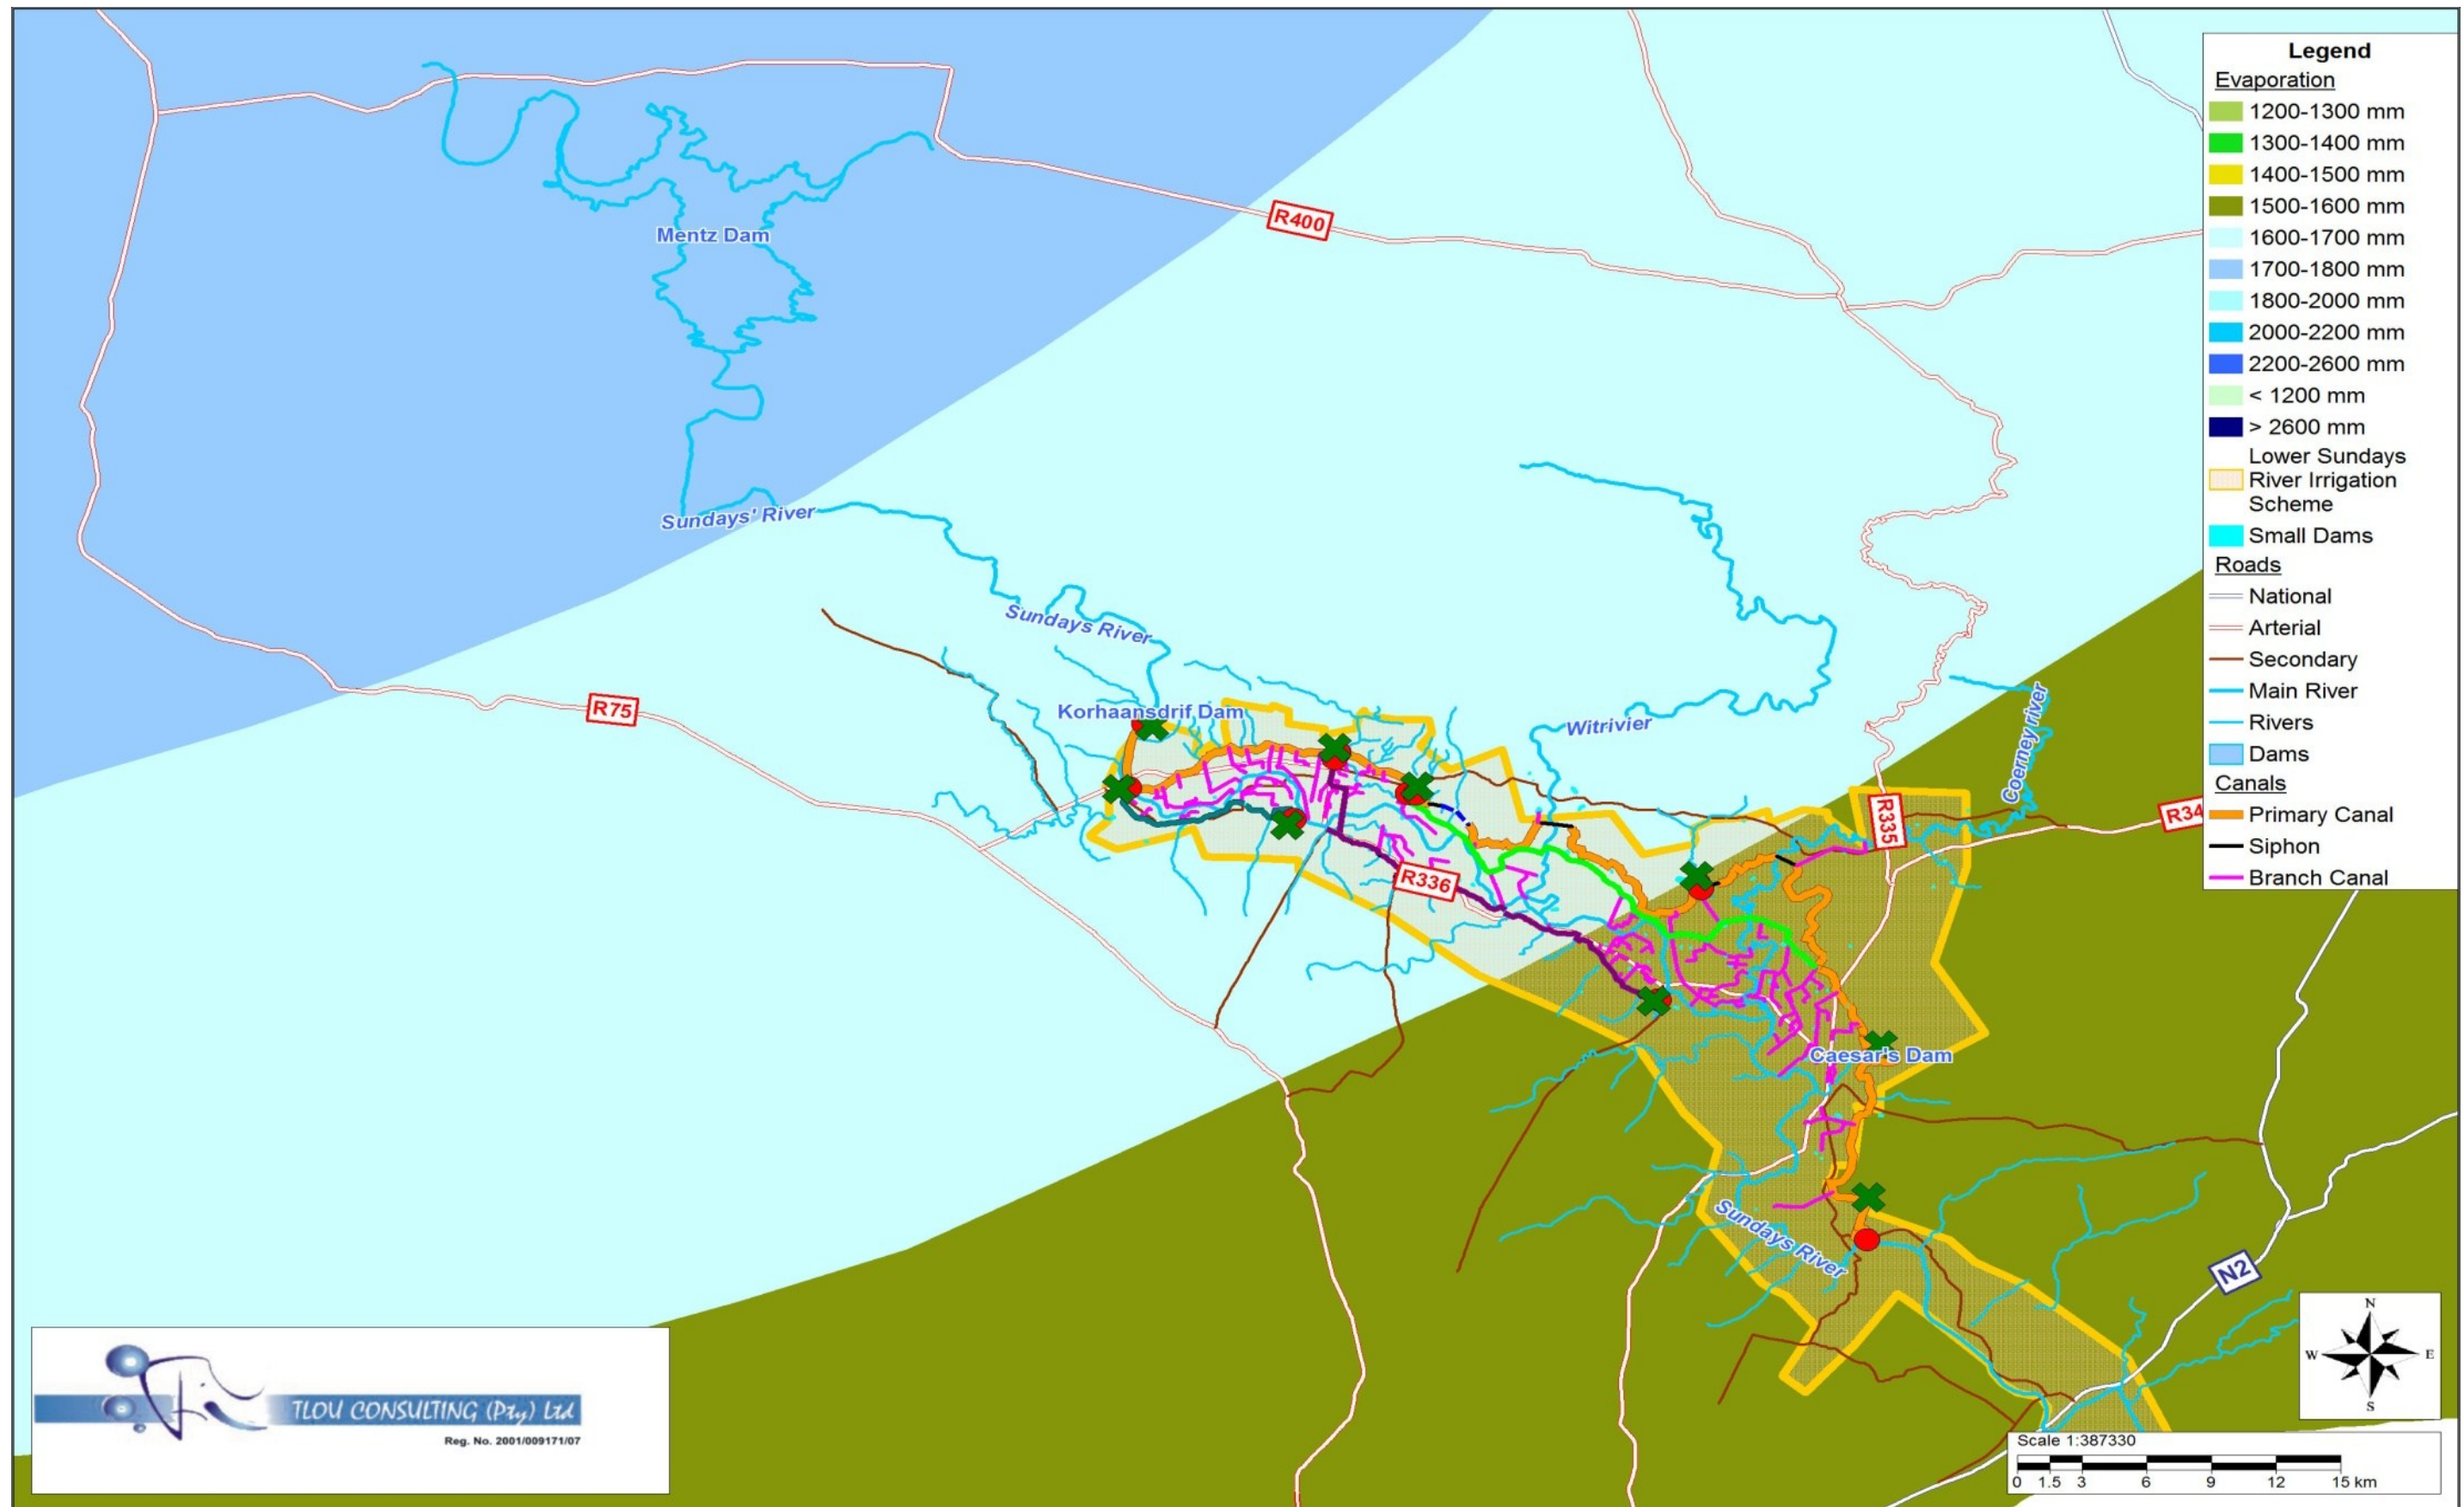 Legend
Evaporation
1200-1300 mm
1300-1400 mm
1400-1500 mm
1500-1600 mm
1600-1700 mm
1700-1800 mm
1800-2000 mm
2000-2200 mm
2200-2600 mm
< 1200 mm
> 2600 mm
Lower Sundays
River Irrigation
Scheme
Small Dams
Roads
National
Arterial
Secondary
Main River
Rivers
Dams
Canals
Primary Canal
Siphon
Branch Canal
R400
Mentz Dam
Sundays' River
Sundays River
R75
Korhaansdrif Dam
Witrivier
Coerney river
R335
R34
R336
Caesar's Dam
Sundays River
N2
N
W
E
S
TLOU CONSULTING (Pty) Ltd
Reg. No. 2001/009171/07
Scale 1:387330
0 1.5 3 6 9 12 15 km